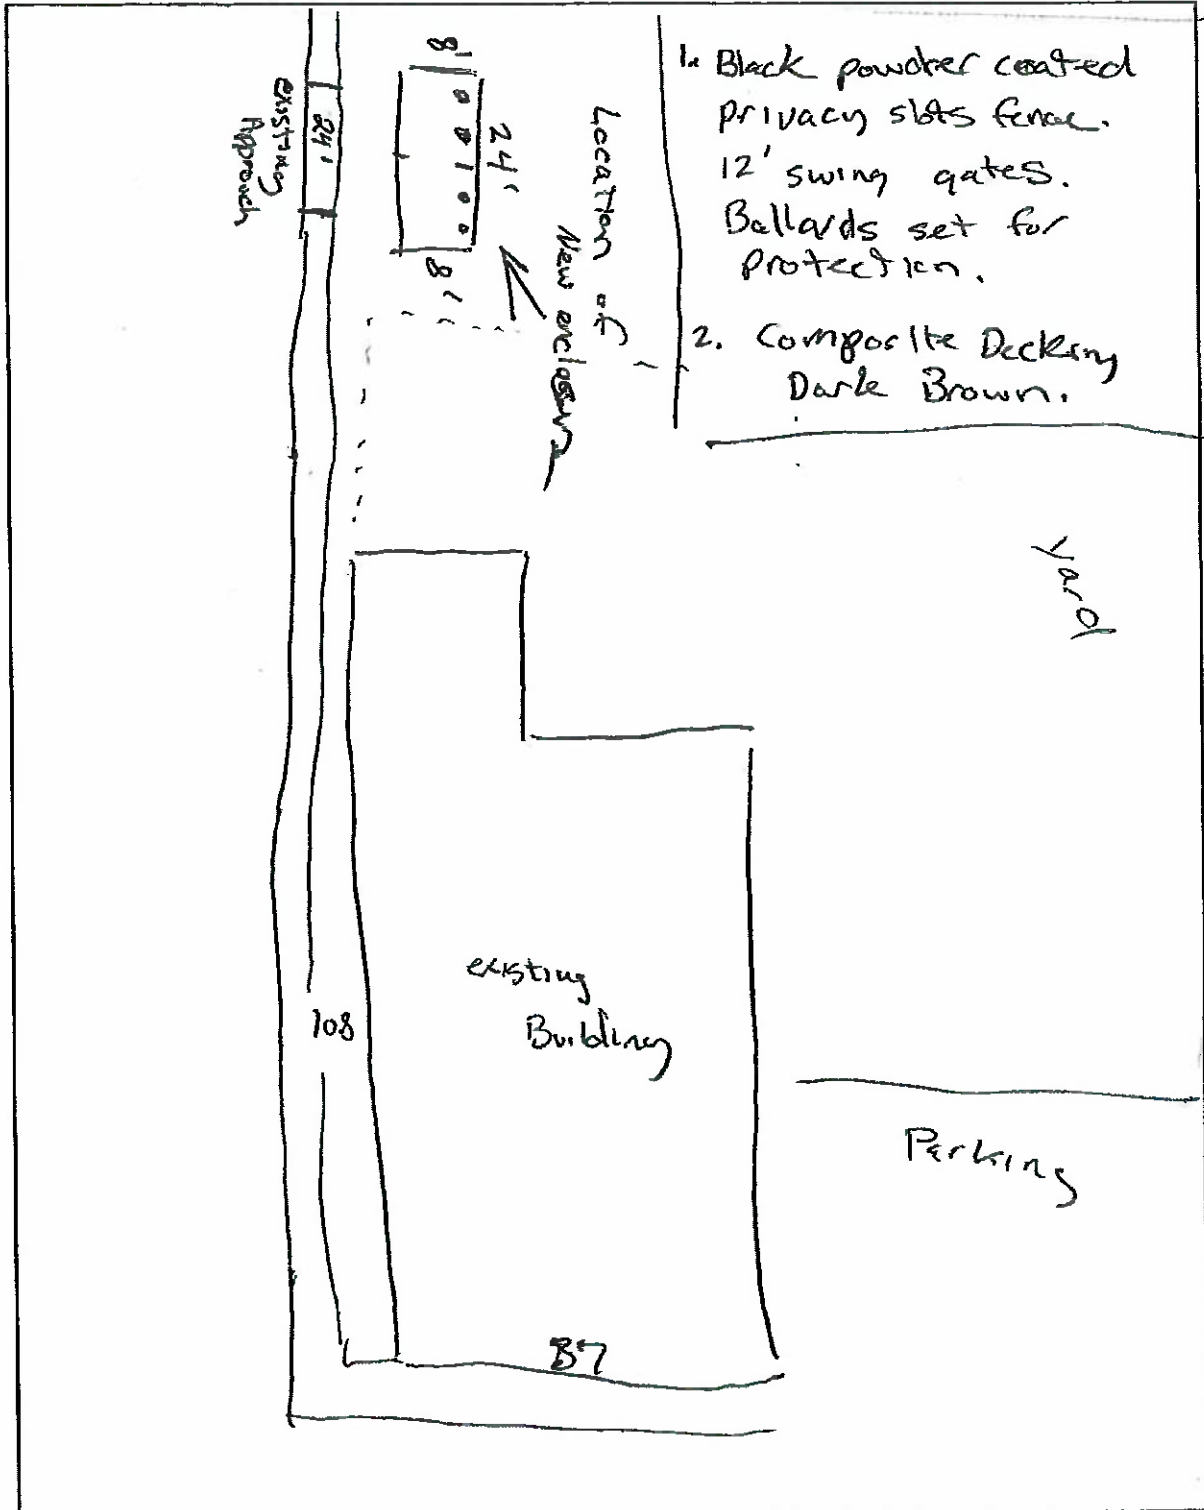 8'
24'
8'
24'
existing
Approach
Location of
New enclosure
1. Black powder coated
privacy slats fence.
12' swing gates.
Bollards set for
Protection.
2. Composite Decking
Dark Brown.
Yard
existing
Building
108
Parking
87